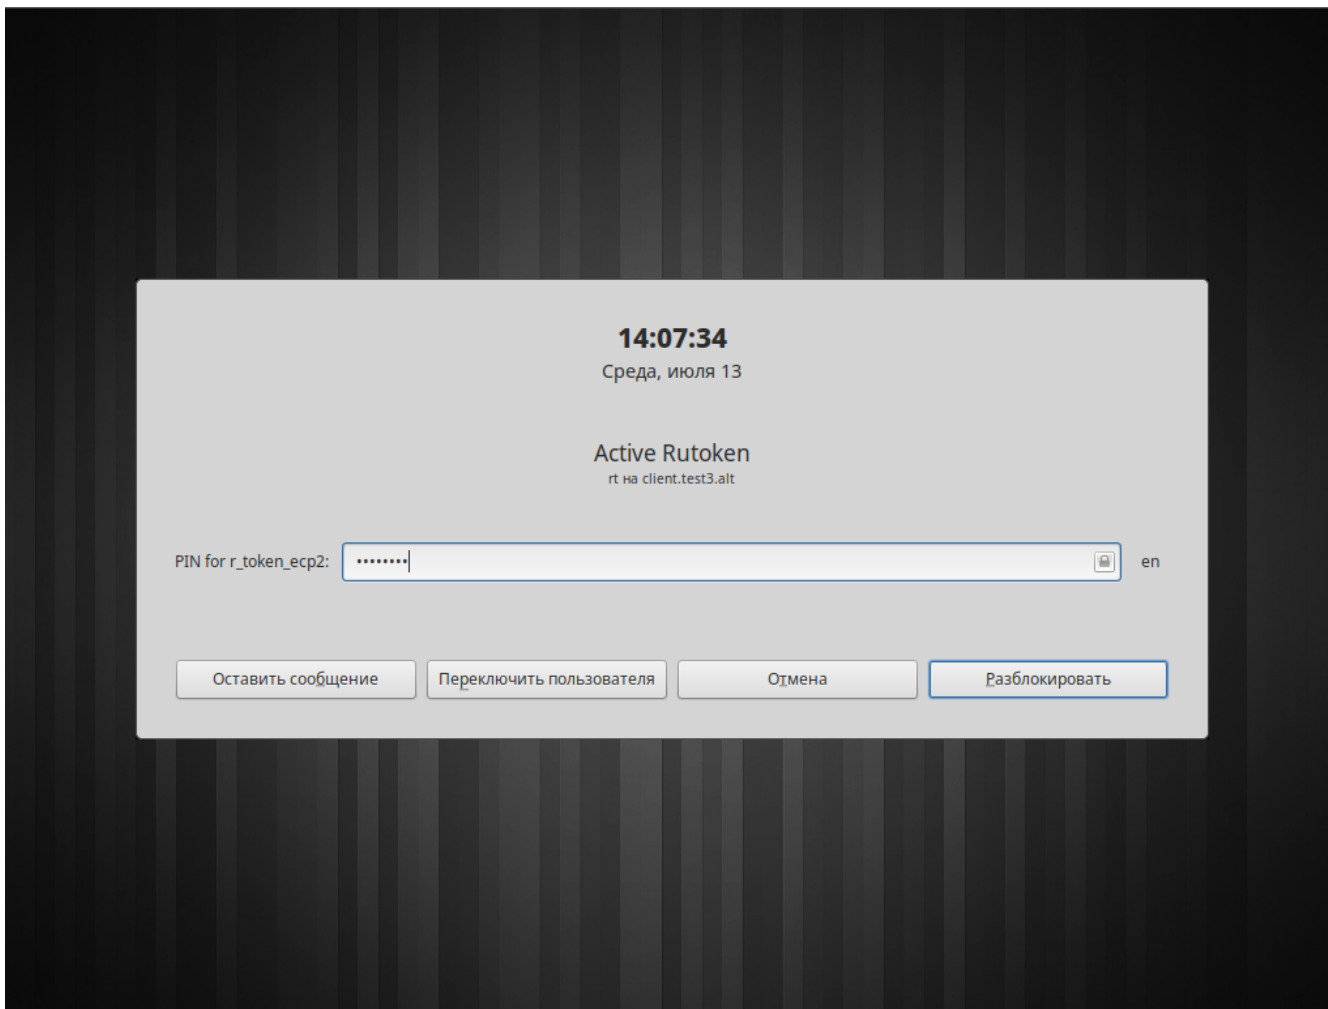 14:07:34
Среда, июля 13
Active Rutoken
rt на client.test3.alt
PIN for r_token_ecp2: •••••••• en
Оставить сообщение Переключить пользователя Отмена Разблокировать